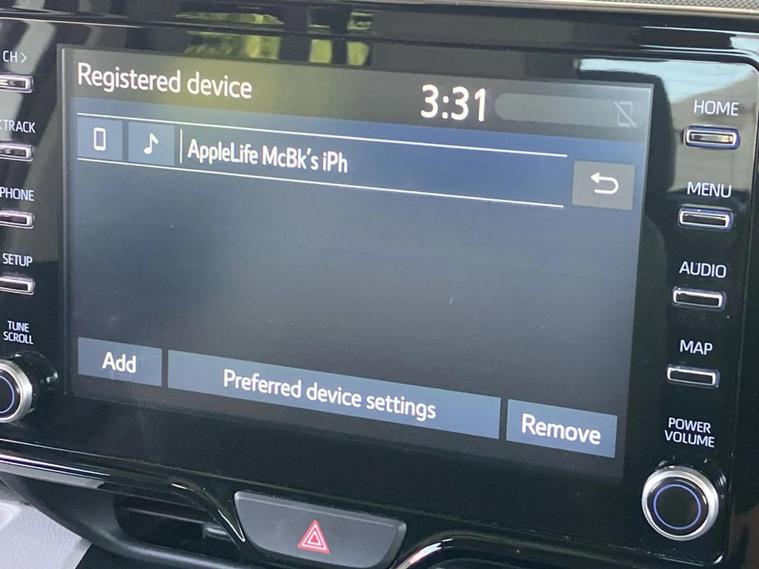 CH >
TRACK
PHONE
SETUP
TUNE
SCROLL
Registered device
3:31
AppleLife McBk's iPh
Add
Preferred device settings
Remove
HOME
MENU
AUDIO
MAP
POWER
VOLUME